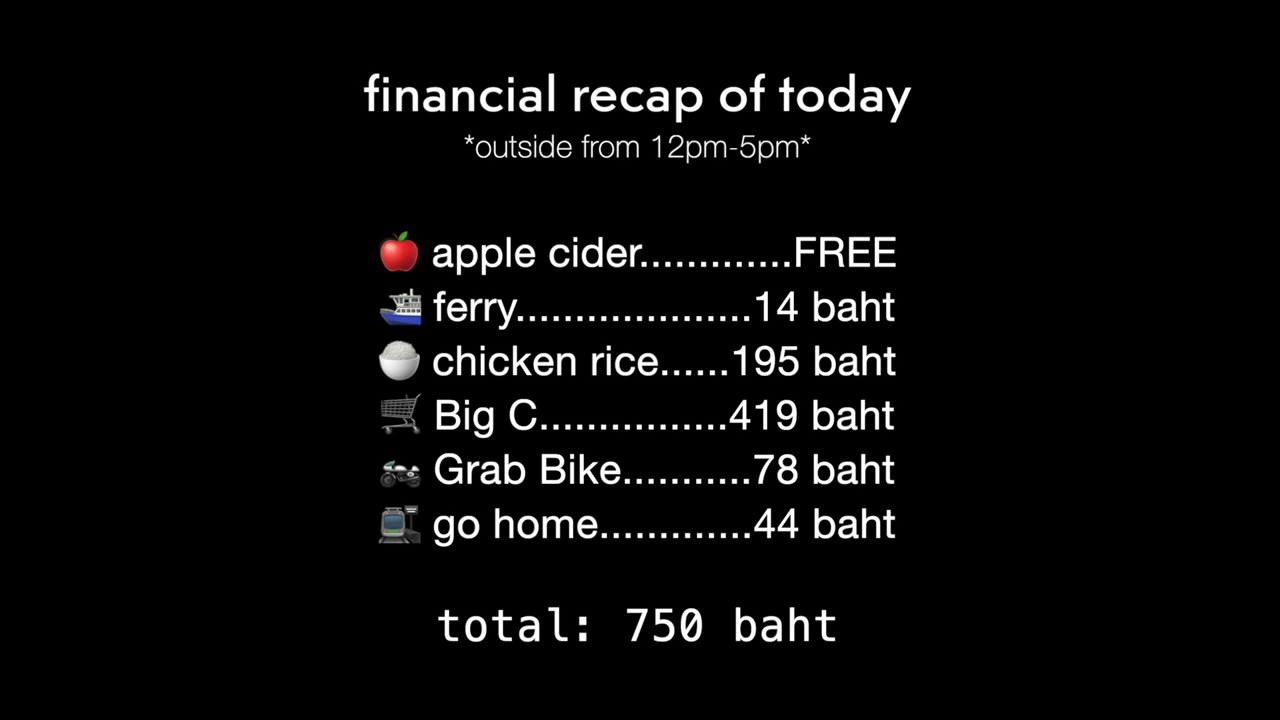 financial recap of today
*outside from 12pm-5pm*
🍎 apple cider.............FREE
⛴️ ferry....................14 baht
🍚 chicken rice......195 baht
🛒 Big C................419 baht
🏍️ Grab Bike...........78 baht
🚉 go home.............44 baht
total: 750 baht